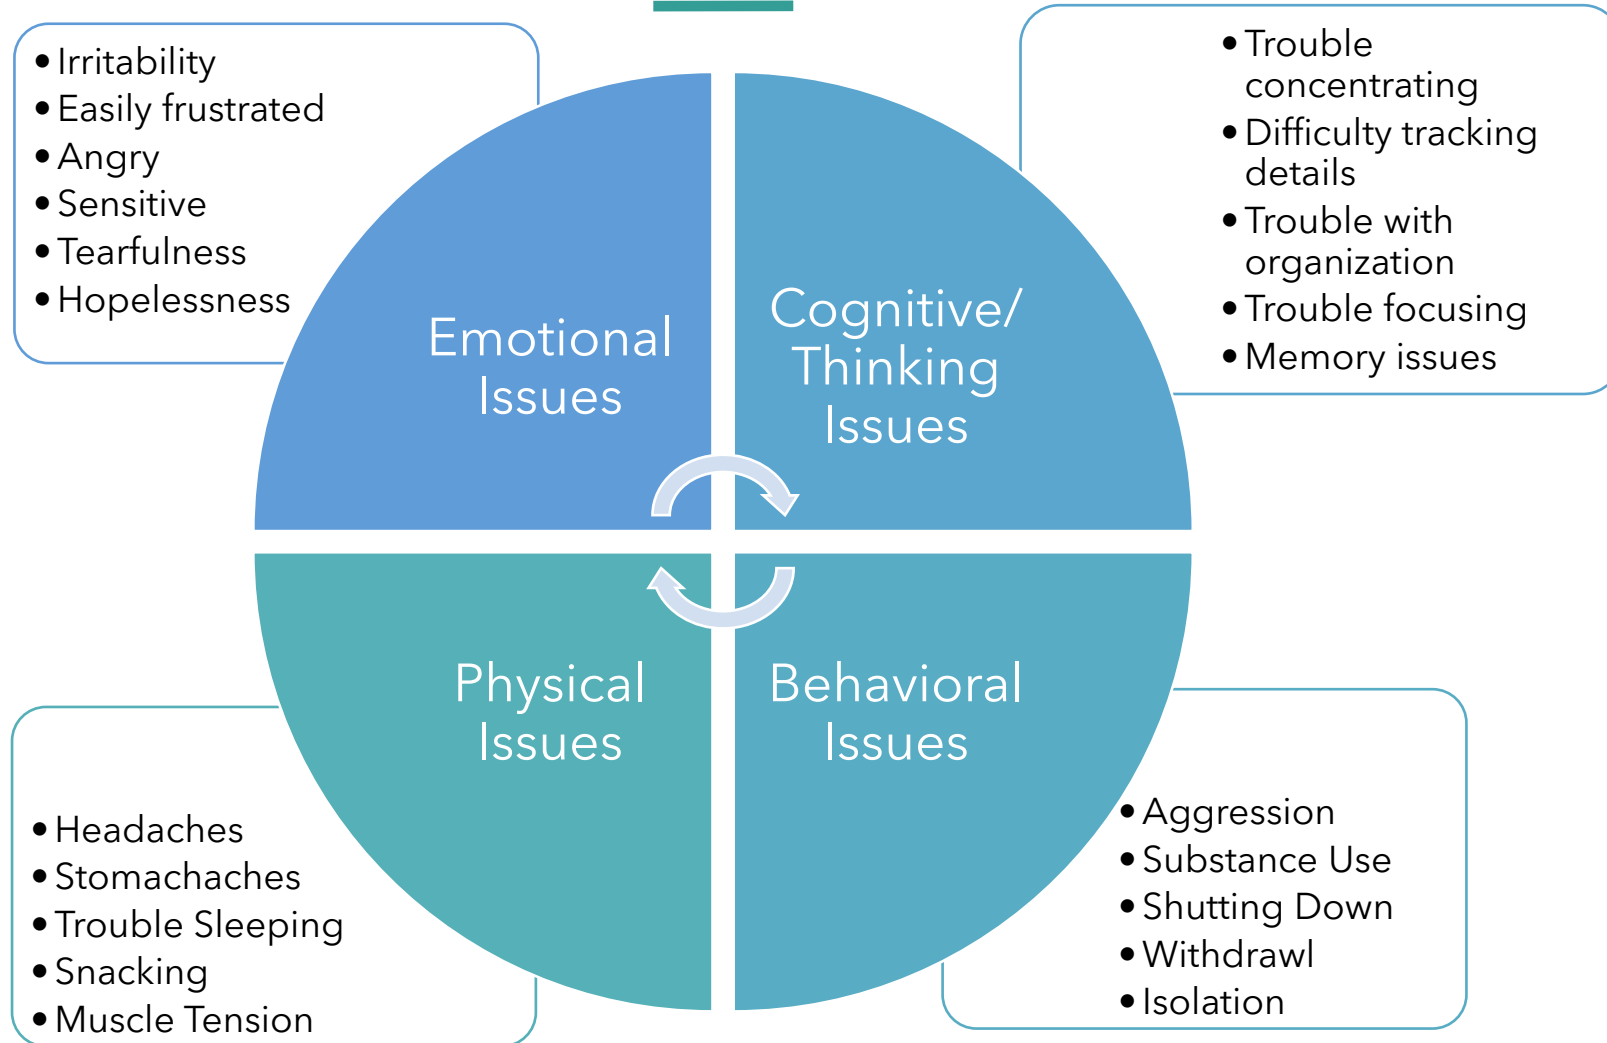 • Irritability
• Easily frustrated
• Angry
• Sensitive
• Tearfulness
• Hopelessness
Emotional
Issues
• Trouble
concentrating
• Difficulty tracking
details
• Trouble with
organization
• Trouble focusing
• Memory issues
Cognitive/
Thinking
Issues
Physical
Issues
• Headaches
• Stomachaches
• Trouble Sleeping
• Snacking
• Muscle Tension
Behavioral
Issues
• Aggression
• Substance Use
• Shutting Down
• Withdrawl
• Isolation